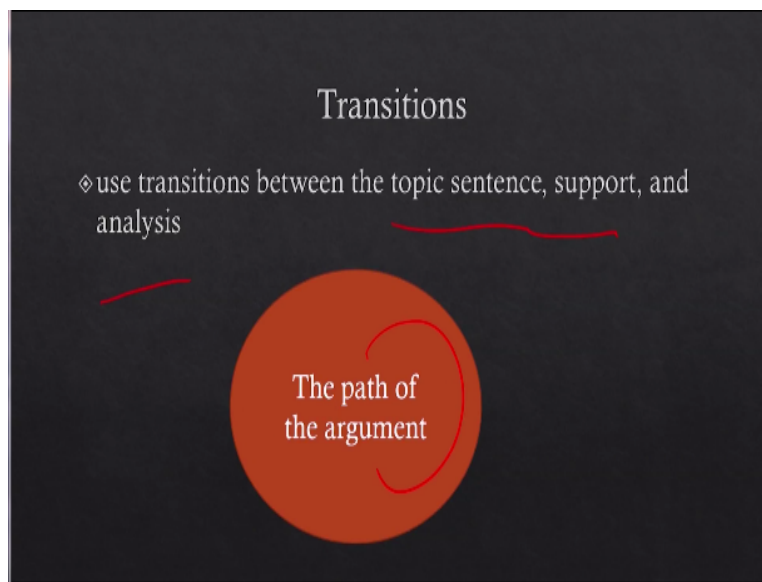 Transitions
use transitions between the topic sentence, support, and
analysis
The path of
the argument